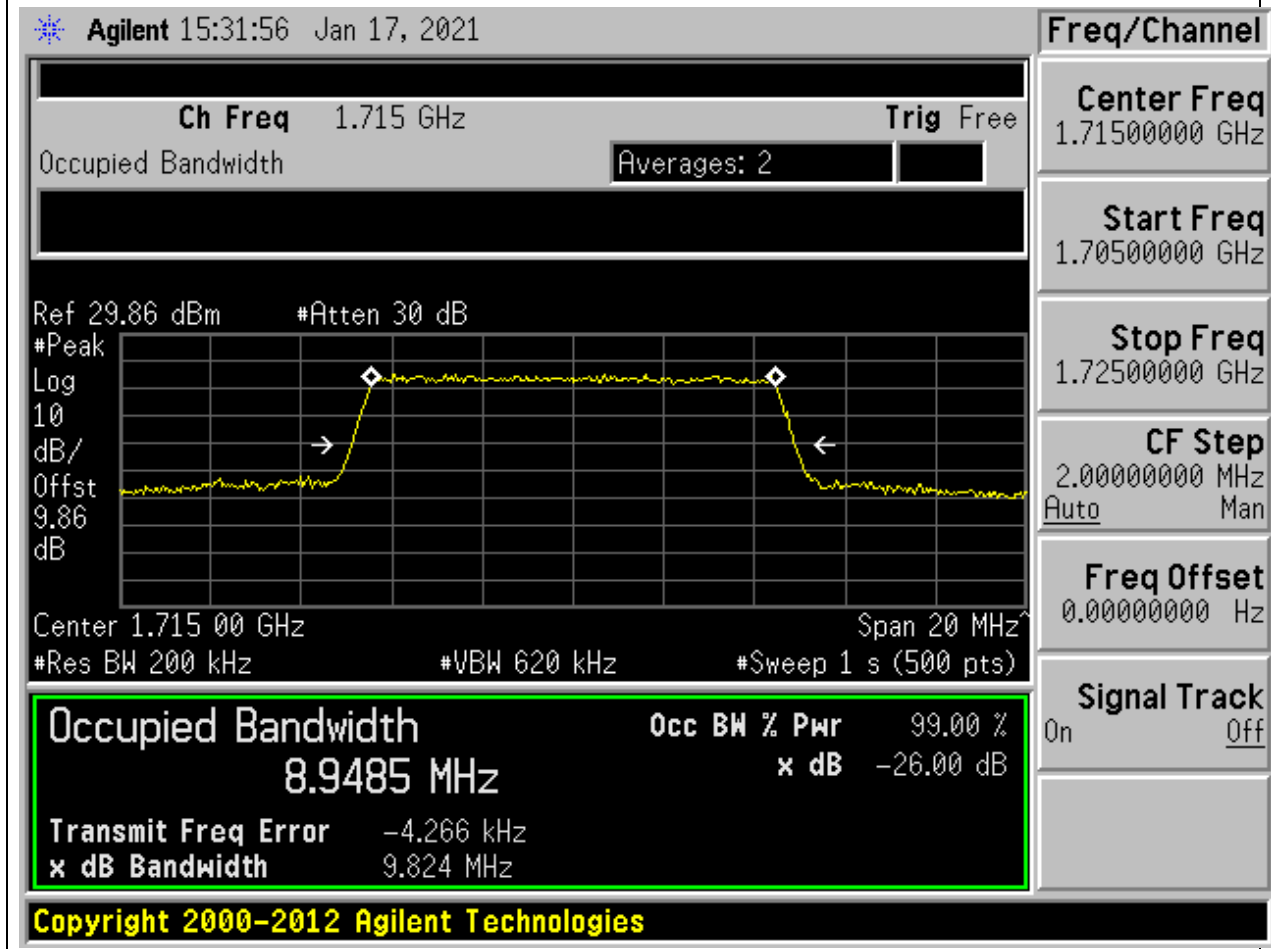 Agilent 15:31:56 Jan 17, 2021
Freq/Channel
Ch Freq 1.715 GHz Trig Free
Occupied Bandwidth Averages: 2
Center Freq
1.71500000 GHz
Start Freq
1.70500000 GHz
Stop Freq
1.72500000 GHz
CF Step
2.00000000 MHz
Auto Man
Freq Offset
0.00000000 Hz
Signal Track
On Off
Ref 29.86 dBm #Atten 30 dB
#Peak
Log
10
dB/
Offst
9.86
dB
Center 1.715 00 GHz Span 20 MHz^
#Res BW 200 kHz #VBW 620 kHz #Sweep 1 s (500 pts)
Occupied Bandwidth Occ BW % Pwr 99.00 %
8.9485 MHz x dB -26.00 dB
Transmit Freq Error -4.266 kHz
x dB Bandwidth 9.824 MHz
Copyright 2000-2012 Agilent Technologies